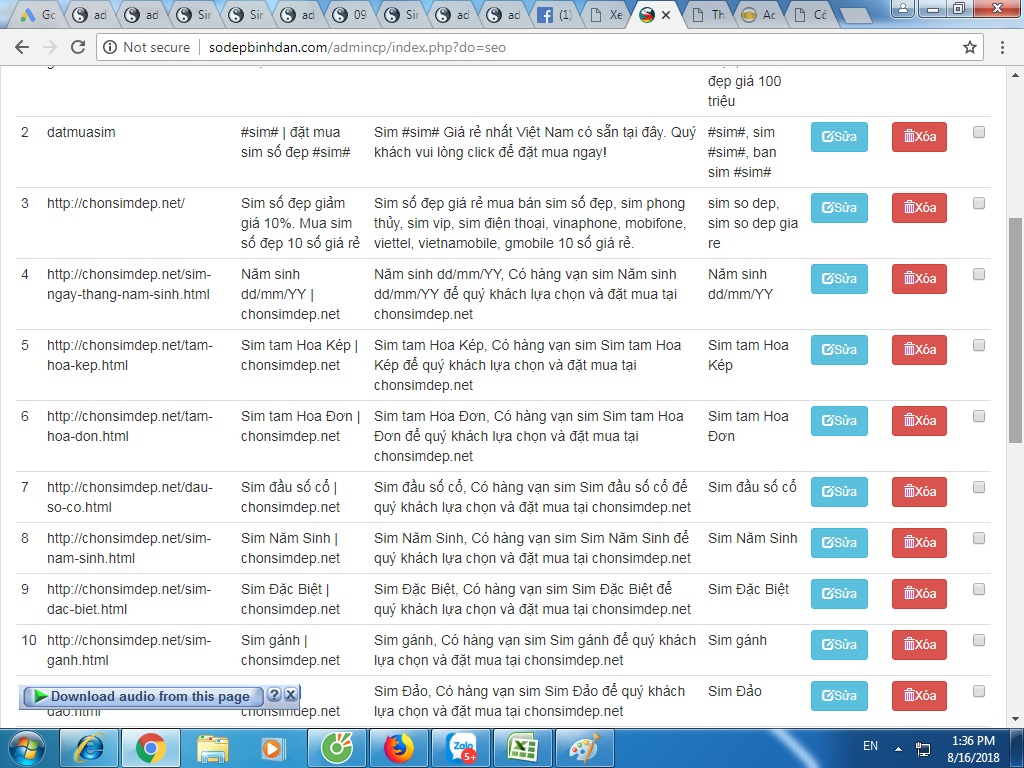 Gc
ad
ad
Sir
Sir
ad
09
Sir
ad
ad
(1)
Xe
Th
Ac
Có
Not secure
sodepbinhdan.com/admincp/index.php?do=seo
đẹp giá 100
triệu
2
datmuasim
#sim# | đặt mua
sim số đẹp #sim#
Sim #sim# Giá rẻ nhất Việt Nam có sẵn tại đây. Quý
khách vui lòng click để đặt mua ngay!
#sim#, sim
#sim#, ban
sim #sim#
Sửa
Xóa
3
http://chonsimdep.net/
Sim số đẹp giảm
giá 10%. Mua sim
số đẹp 10 số giá rẻ
Sim số đẹp giá rẻ mua bán sim số đẹp, sim phong
thủy, sim vip, sim điện thoại, vinaphone, mobifone,
viettel, vietnamobile, gmobile 10 số giá rẻ.
sim so dep,
sim so dep gia
re
Sửa
Xóa
4
http://chonsimdep.net/sim-
ngay-thang-nam-sinh.html
Năm sinh
dd/mm/YY |
chonsimdep.net
Năm sinh dd/mm/YY, Có hàng vạn sim Năm sinh
dd/mm/YY để quý khách lựa chọn và đặt mua tại
chonsimdep.net
Năm sinh
dd/mm/YY
Sửa
Xóa
5
http://chonsimdep.net/tam-
hoa-kep.html
Sim tam Hoa Kép |
chonsimdep.net
Sim tam Hoa Kép, Có hàng vạn sim Sim tam Hoa
Kép để quý khách lựa chọn và đặt mua tại
chonsimdep.net
Sim tam Hoa
Kép
Sửa
Xóa
6
http://chonsimdep.net/tam-
hoa-don.html
Sim tam Hoa Đơn |
chonsimdep.net
Sim tam Hoa Đơn, Có hàng vạn sim Sim tam Hoa
Đơn để quý khách lựa chọn và đặt mua tại
chonsimdep.net
Sim tam Hoa
Đơn
Sửa
Xóa
7
http://chonsimdep.net/dau-
so-co.html
Sim đầu số cổ |
chonsimdep.net
Sim đầu số cổ, Có hàng vạn sim Sim đầu số cổ để
quý khách lựa chọn và đặt mua tại chonsimdep.net
Sim đầu số cổ
Sửa
Xóa
8
http://chonsimdep.net/sim-
nam-sinh.html
Sim Năm Sinh |
chonsimdep.net
Sim Năm Sinh, Có hàng vạn sim Sim Năm Sinh để
quý khách lựa chọn và đặt mua tại chonsimdep.net
Sim Năm Sinh
Sửa
Xóa
9
http://chonsimdep.net/sim-
dac-biet.html
Sim Đặc Biệt |
chonsimdep.net
Sim Đặc Biệt, Có hàng vạn sim Sim Đặc Biệt để
quý khách lựa chọn và đặt mua tại chonsimdep.net
Sim Đặc Biệt
Sửa
Xóa
10
http://chonsimdep.net/sim-
ganh.html
Sim gánh |
chonsimdep.net
Sim gánh, Có hàng vạn sim Sim gánh để quý khách
lựa chọn và đặt mua tại chonsimdep.net
Sim gánh
Sửa
Xóa
Download audio from this page
dao.html
chonsimdep.net
Sim Đảo, Có hàng vạn sim Sim Đảo để quý khách
lựa chọn và đặt mua tại chonsimdep.net
Sim Đảo
Sửa
Xóa
Zalo
5+
EN
1:36 PM
8/16/2018